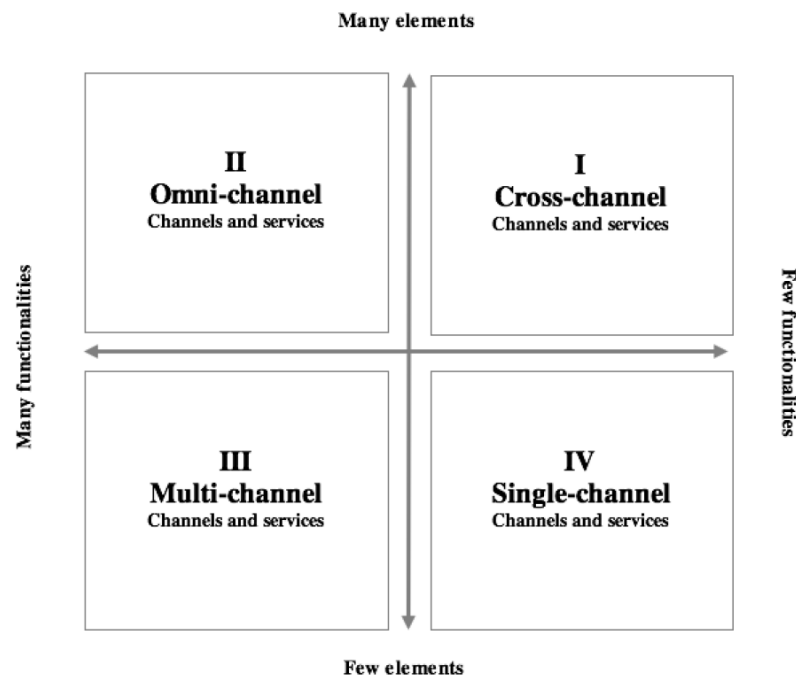 Many elements
II
Omni-channel
Channels and services
I
Cross-channel
Channels and services
Many functionalities
Few functionalities
III
Multi-channel
Channels and services
IV
Single-channel
Channels and services
Few elements